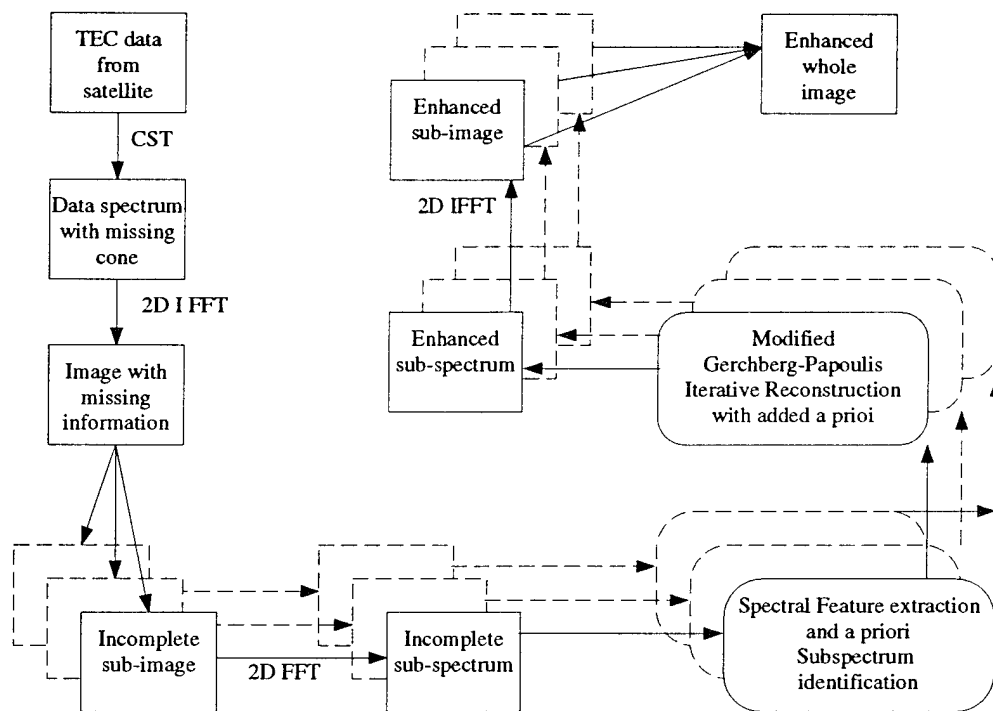 TEC data
from
satellite
CST
Data spectrum
with missing
cone
2D I FFT
Image with
missing
information
Incomplete
sub-image
2D FFT
Incomplete
sub-spectrum
Spectral Feature extraction
and a priori
Subspectrum
identification
Modified
Gerchberg-Papoulis
Iterative Reconstruction
with added a prioi
Enhanced
sub-spectrum
2D IFFT
Enhanced
sub-image
Enhanced
whole
image